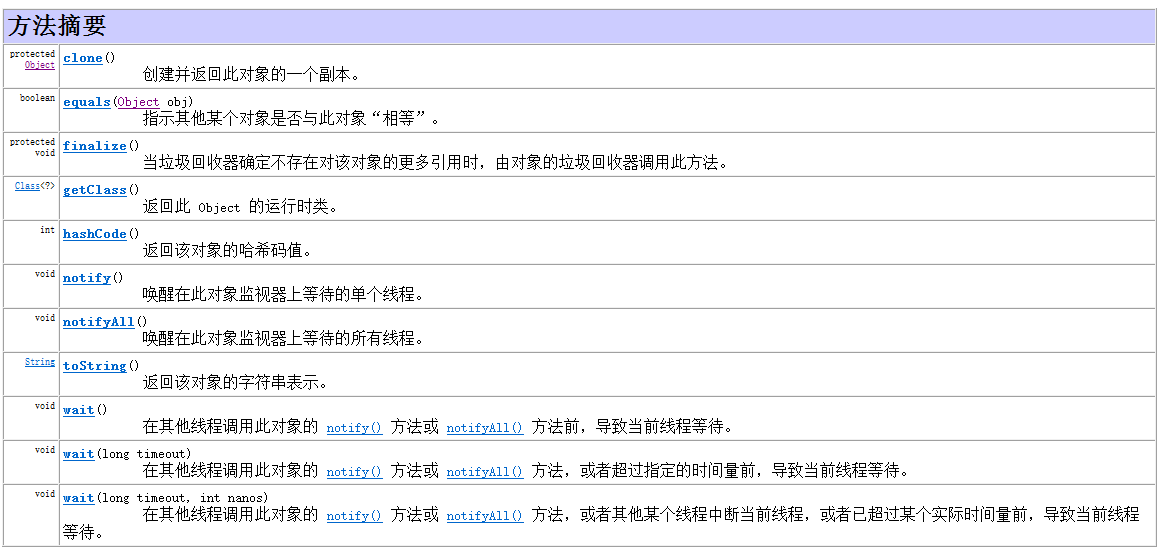 方法摘要
protected
Object
clone()
创建并返回此对象的一个副本。
boolean
equals(Object obj)
指示其他某个对象是否与此对象“相等”。
protected
void
finalize()
当垃圾回收器确定不存在对该对象的更多引用时，由对象的垃圾回收器调用此方法。
Class<?>
getClass()
返回此 Object 的运行时类。
int
hashCode()
返回该对象的哈希码值。
void
notify()
唤醒在此对象监视器上等待的单个线程。
void
notifyAll()
唤醒在此对象监视器上等待的所有线程。
String
toString()
返回该对象的字符串表示。
void
wait()
在其他线程调用此对象的 notify() 方法或 notifyAll() 方法前，导致当前线程等待。
void
wait(long timeout)
在其他线程调用此对象的 notify() 方法或 notifyAll() 方法，或者超过指定的时间量前，导致当前线程等待。
void
wait(long timeout, int nanos)
在其他线程调用此对象的 notify() 方法或 notifyAll() 方法，或者其他某个线程中断当前线程，或者已超过某个实际时间量前，导致当前线程
等待。